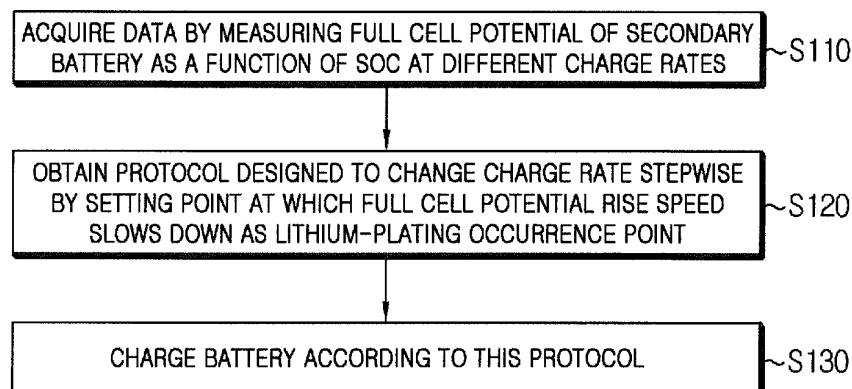 ACQUIRE DATA BY MEASURING FULL CELL POTENTIAL OF SECONDARY
BATTERY AS A FUNCTION OF SOC AT DIFFERENT CHARGE RATES
S110
OBTAIN PROTOCOL DESIGNED TO CHANGE CHARGE RATE STEPWISE
BY SETTING POINT AT WHICH FULL CELL POTENTIAL RISE SPEED
SLOWS DOWN AS LITHIUM-PLATING OCCURRENCE POINT
S120
CHARGE BATTERY ACCORDING TO THIS PROTOCOL
S130